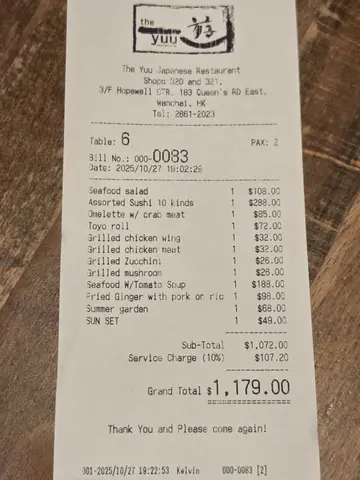 the
yuu 游
The Yuu Japanese Restaurant
Shops 320 and 321,
3/F Hopewell CTR. 183 Queen's RD East,
Wanchai, HK
Tel: 2861-2023
Table: 6 PAX: 2
Bill No.: 000-0083
Date: 2025/10/27 19:02:29
Seafood salad 1 $108.00
Assorted Sushi 10 kinds 1 $288.00
Omelette w/ crab meat 1 $85.00
Toyo roll 1 $72.00
Grilled chicken wing 1 $32.00
Grilled chicken meat 1 $32.00
Grilled Zucchini 1 $26.00
Grilled mushroom 1 $26.00
Seafood W/Tomato Soup 1 $188.00
Fried Ginger with pork on ric 1 $98.00
Summer garden 1 $68.00
SUN SET 1 $49.00
Sub-Total $1,072.00
Service Charge (10%) $107.20
Grand Total $1,179.00
Thank You and Please come again!
001-2025/10/27 19:22:53 Kelvin 000-0083 [2]